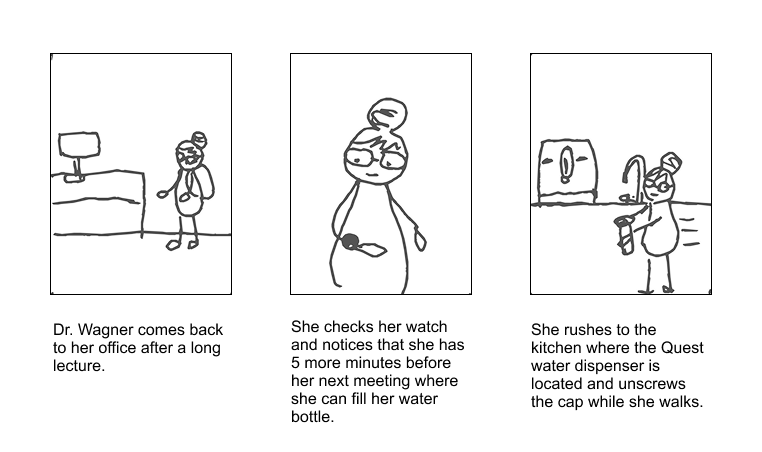 Dr. Wagner comes back
to her office after a long
lecture.
She checks her watch
and notices that she has
5 more minutes before
her next meeting where
she can fill her water
bottle.
She rushes to the
kitchen where the Quest
water dispenser is
located and unscrews
the cap while she walks.